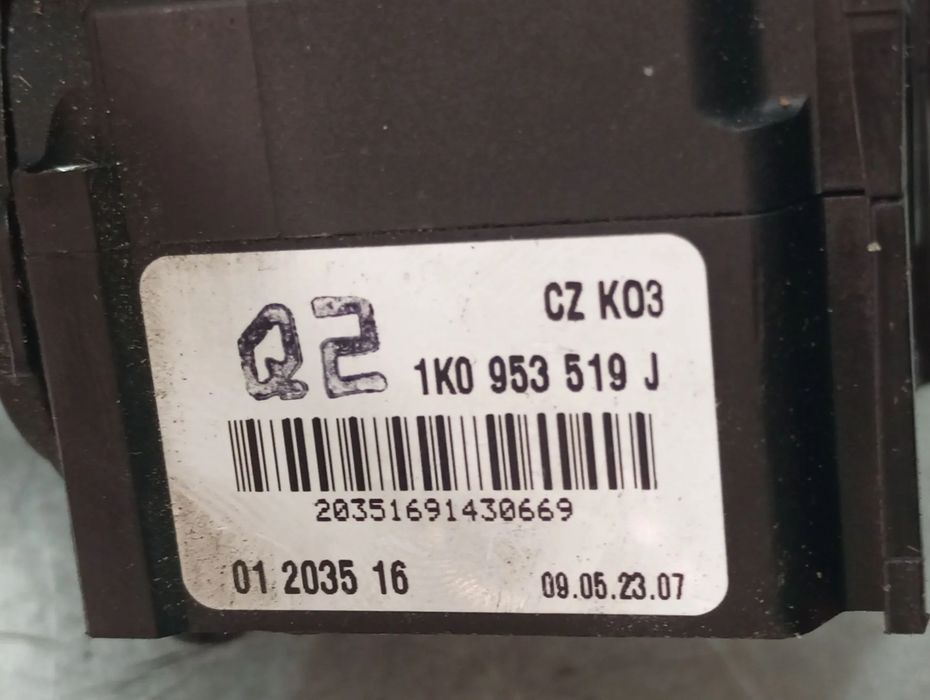 Q2
CZ K03
1K0 953 519 J
20351691430669
01 2035 16
09.05.23.07